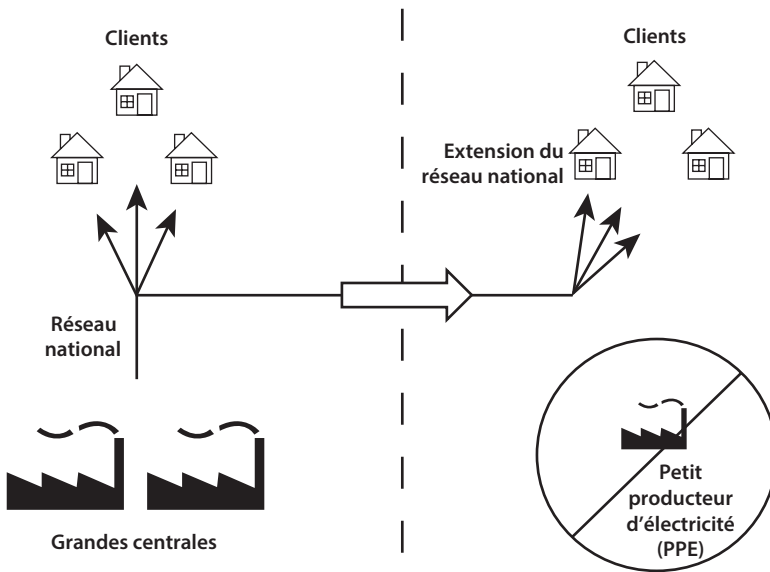 Clients
Clients
Extension du
réseau national
Réseau
national
Grandes centrales
Petit
producteur
d'électricité
(PPE)